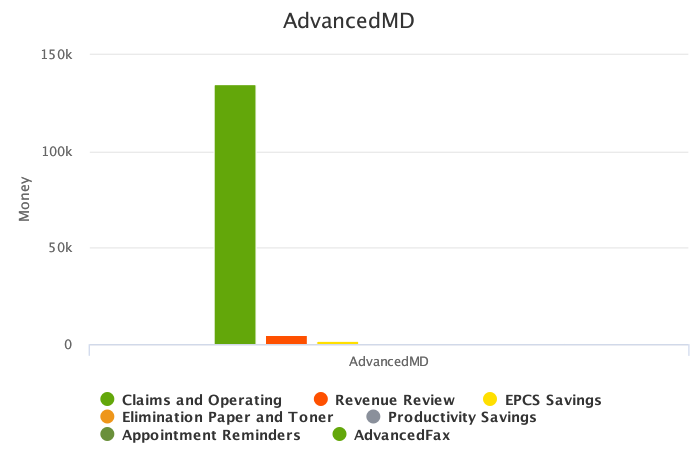 AdvancedMD
150k
100k
Money
50k
0
AdvancedMD
Claims and Operating
Revenue Review
EPCS Savings
Elimination Paper and Toner
Productivity Savings
Appointment Reminders
AdvancedFax